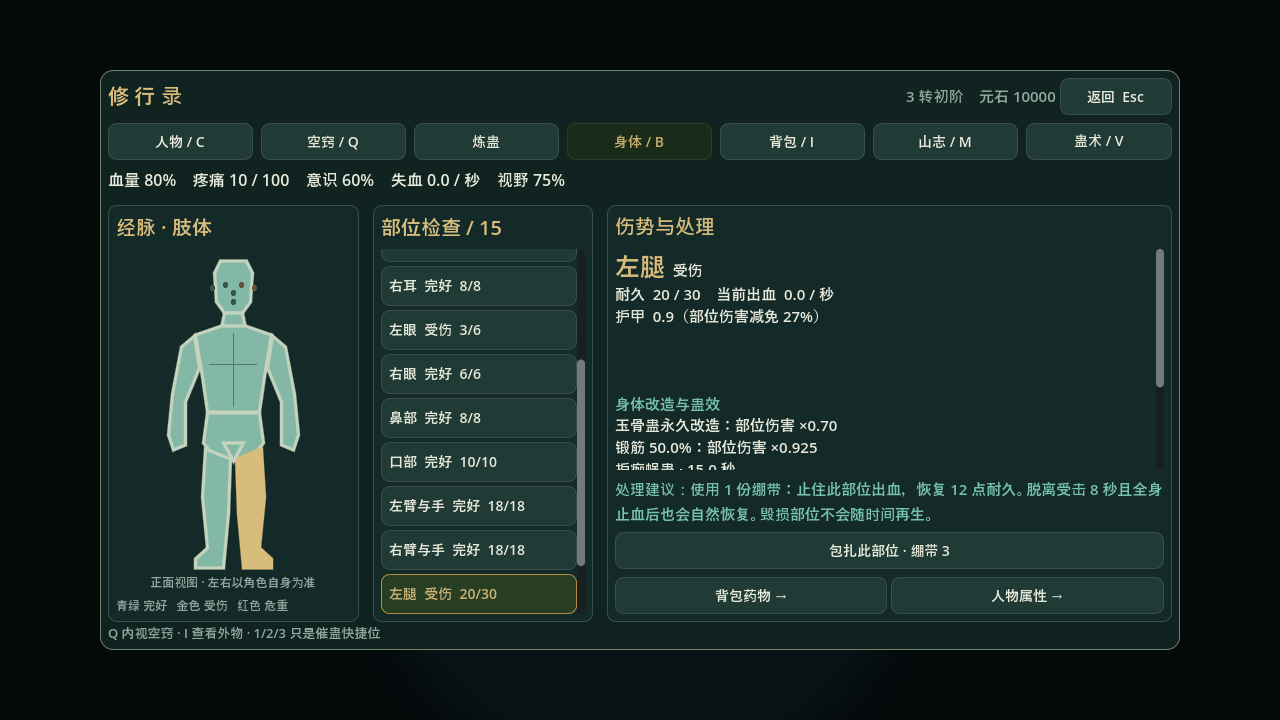 修行录
3 转初阶 元石 10000
返回 Esc
人物 / C
空窍 / Q
炼蛊
身体 / B
背包 / I
山志 / M
蛊术 / V
血量 80% 疼痛 10 / 100 意识 60% 失血 0.0 / 秒 视野 75%
经脉 · 肢体
正面视图 · 左右以角色自身为准
青绿 完好 金色 受伤 红色 危重
部位检查 / 15
右耳 完好 8/8
左眼 受伤 3/6
右眼 完好 6/6
鼻部 完好 8/8
口部 完好 10/10
左臂与手 完好 18/18
右臂与手 完好 18/18
左腿 受伤 20/30
伤势与处理
左腿 受伤
耐久 20 / 30 当前出血 0.0 / 秒
护甲 0.9（部位伤害减免 27%）
身体改造与蛊效
玉骨蛊永久改造：部位伤害 ×0.70
锻筋 50.0%：部位伤害 ×0.925
处理建议：使用 1 份绷带：止住此部位出血，恢复 12 点耐久。脱离受击 8 秒且全身
止血后也会自然恢复。毁损部位不会随时间再生。
包扎此部位 · 绷带 3
背包药物 →
人物属性 →
Q 内视空窍 · I 查看外物 · 1/2/3 只是催蛊快捷位